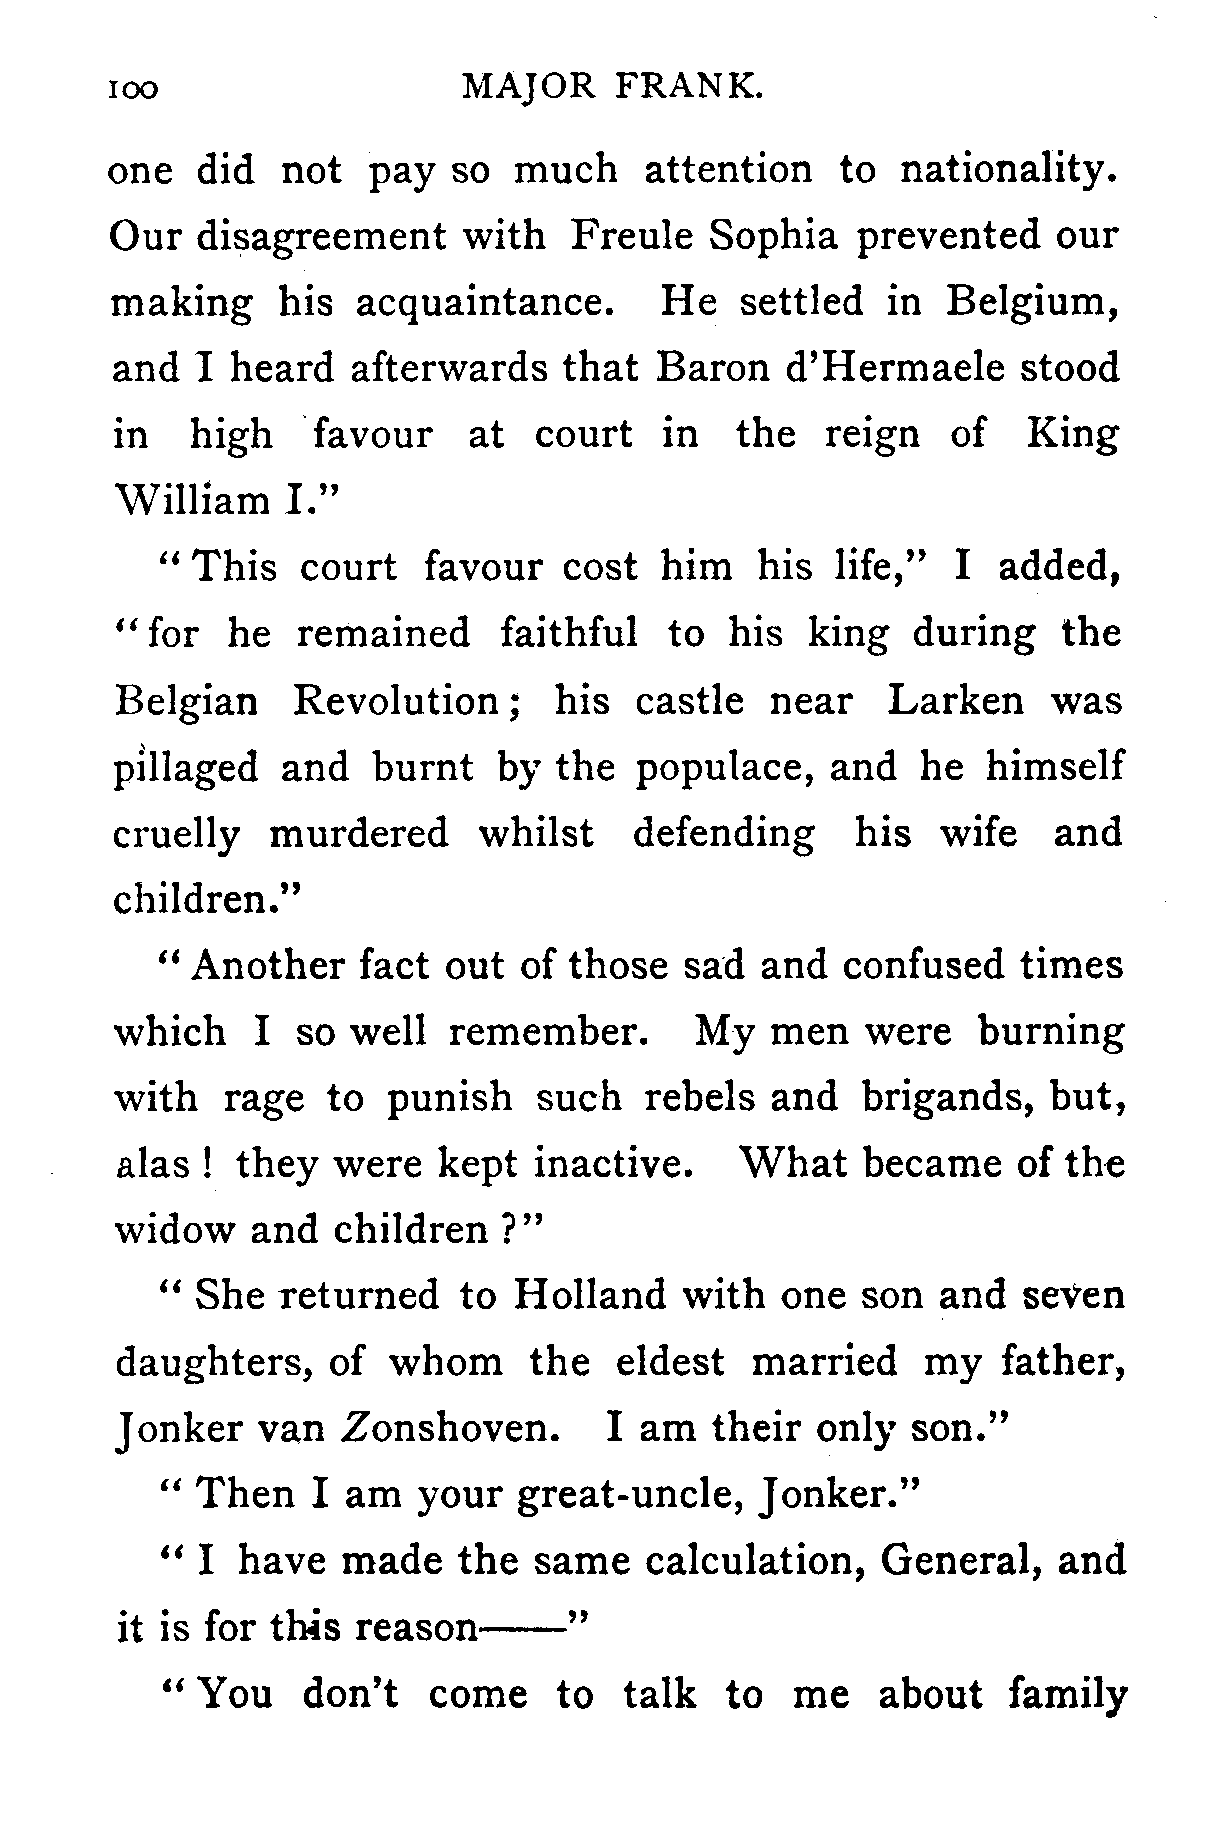 100 MAJOR FRANK.
one did not pay so much attention to nationality.
Our disagreement with Freule Sophia prevented our
making his acquaintance. He settled in Belgium,
and I heard afterwards that Baron d'Hermaele stood
in high favour at court in the reign of King
William I."
"This court favour cost him his life," I added,
"for he remained faithful to his king during the
Belgian Revolution; his castle near Larken was
pillaged and burnt by the populace, and he himself
cruelly murdered whilst defending his wife and
children."
"Another fact out of those sad and confused times
which I so well remember. My men were burning
with rage to punish such rebels and brigands, but,
alas! they were kept inactive. What became of the
widow and children?"
"She returned to Holland with one son and seven
daughters, of whom the eldest married my father,
Jonker van Zonshoven. I am their only son."
"Then I am your great-uncle, Jonker."
"I have made the same calculation, General, and
it is for this reason——"
"You don't come to talk to me about family